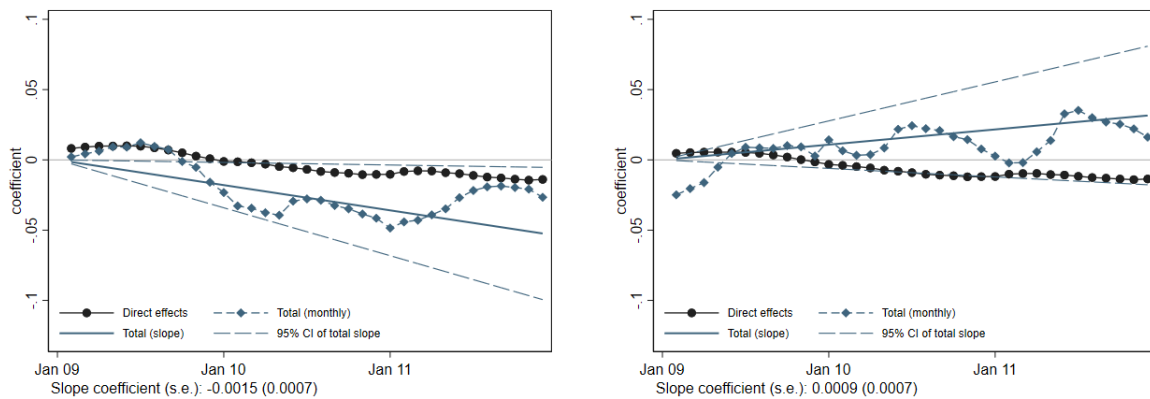 .1
.05
0
-.05
-.1
coefficient
Direct effects
Total (monthly)
Total (slope)
95% CI of total slope
Jan 09
Jan 10
Jan 11
Slope coefficient (s.e.): -0.0015 (0.0007)
.1
.05
0
-.05
-.1
coefficient
Direct effects
Total (monthly)
Total (slope)
95% CI of total slope
Jan 09
Jan 10
Jan 11
Slope coefficient (s.e.): 0.0009 (0.0007)